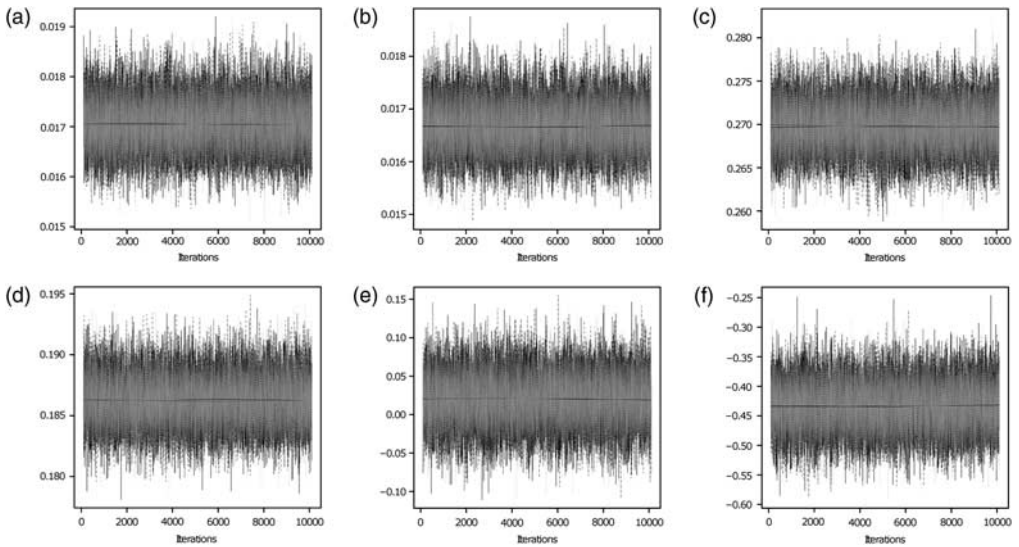 (a)
0.019
0.018
0.017
0.016
0.015
0 2000 4000 6000 8000 10000
Iterations
(b)
0.018
0.017
0.016
0.015
0 2000 4000 6000 8000 10000
Iterations
(c)
0.280
0.275
0.270
0.265
0.260
0 2000 4000 6000 8000 10000
Iterations
(d)
0.195
0.190
0.185
0.180
0 2000 4000 6000 8000 10000
Iterations
(e)
0.15
0.10
0.05
0.00
−0.05
−0.10
0 2000 4000 6000 8000 10000
Iterations
(f)
−0.25
−0.30
−0.35
−0.40
−0.45
−0.50
−0.55
−0.60
0 2000 4000 6000 8000 10000
Iterations